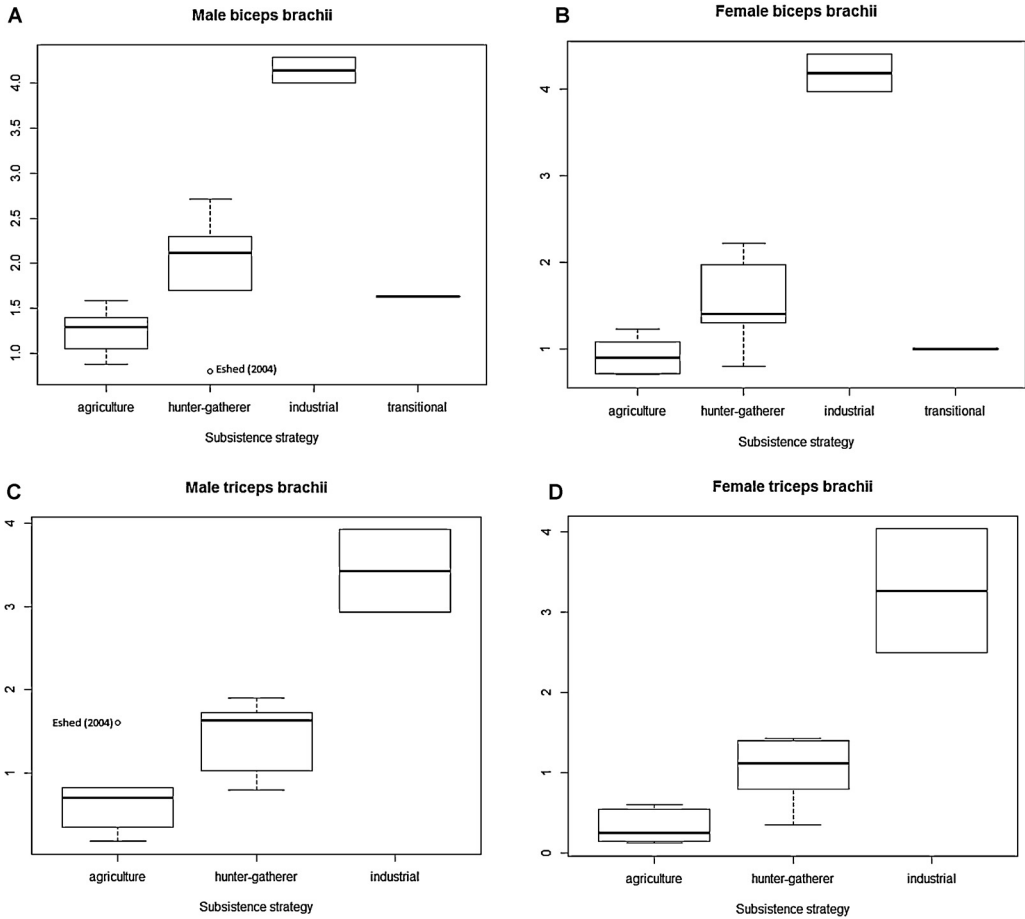 A
Male biceps brachii
4.0
3.5
3.0
2.5
2.0
1.5
1.0
Eshed (2004)
agriculture hunter-gatherer industrial transitional
Subsistence strategy
B
Female biceps brachii
4
3
2
1
agriculture hunter-gatherer industrial transitional
Subsistence strategy
C
Male triceps brachii
4
3
2
1
Eshed (2004)
agriculture hunter-gatherer industrial
Subsistence strategy
D
Female triceps brachii
4
3
2
1
0
agriculture hunter-gatherer industrial
Subsistence strategy